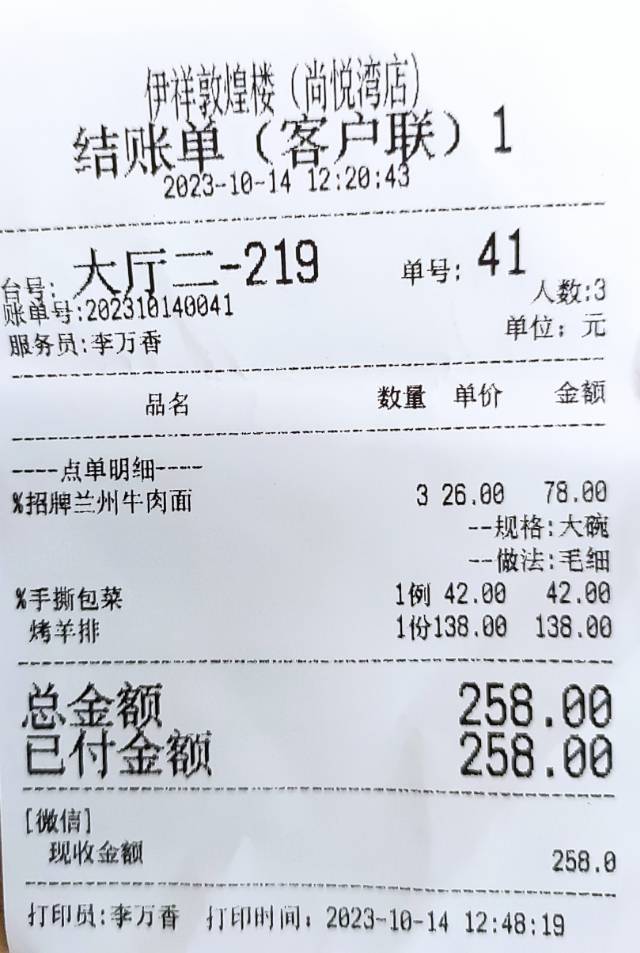 伊祥敦煌楼（尚悦湾店）
结账单（客户联）1
2023-10-14 12:20:43
台号: 大厅二-219 单号: 41
账单号:202310140041 人数:3
服务员:李万香 单位: 元
品名 数量 单价 金额
----点单明细----
%招牌兰州牛肉面 3 26.00 78.00
--规格:大碗
--做法:毛细
%手撕包菜 1例 42.00 42.00
烤羊排 1份138.00 138.00
总金额 258.00
已付金额 258.00
[微信]
现收金额 258.0
打印员:李万香 打印时间: 2023-10-14 12:48:19